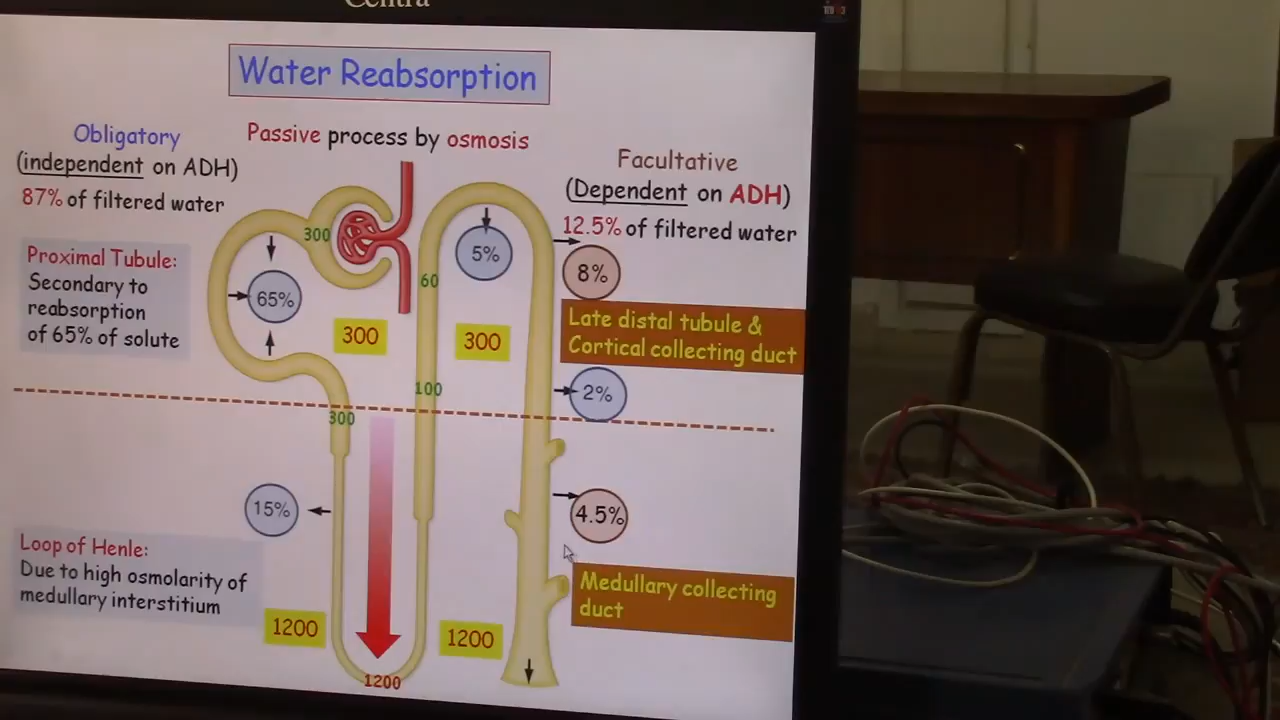 Centra
Water Reabsorption
Obligatory
(independent on ADH)
87% of filtered water
Passive process by osmosis
Facultative
(Dependent on ADH)
12.5% of filtered water
Proximal Tubule:
Secondary to
reabsorption
of 65% of solute
300
65%
300
60
5%
300
8%
Late distal tubule &
Cortical collecting duct
100
2%
300
15%
4.5%
Loop of Henle:
Due to high osmolarity of
medullary interstitium
Medullary collecting
duct
1200
1200
1200